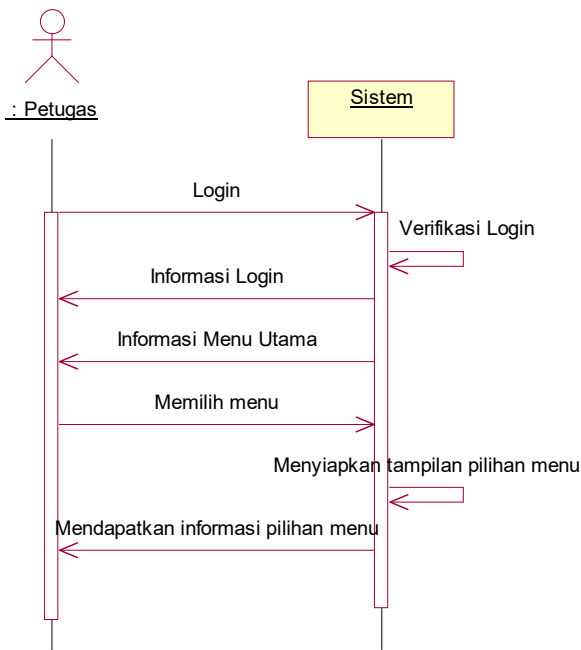 : Petugas
Sistem
Login
Verifikasi Login
Informasi Login
Informasi Menu Utama
Memilih menu
Menyiapkan tampilan pilihan menu
Mendapatkan informasi pilihan menu